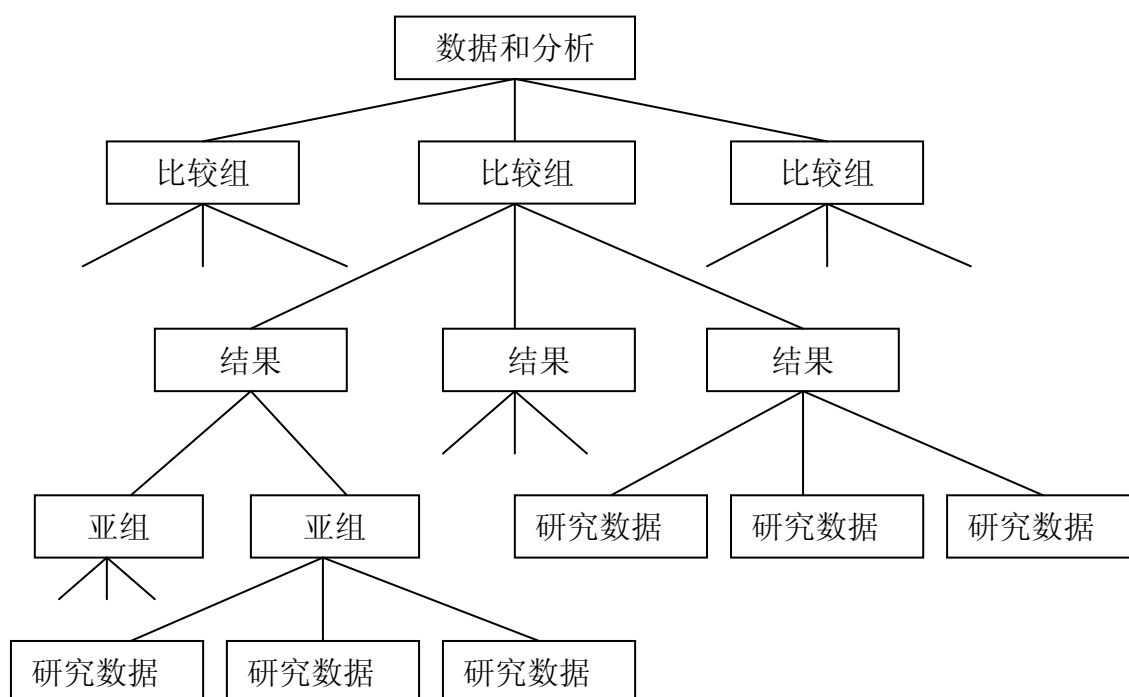 数据和分析
比较组
比较组
比较组
结果
结果
结果
亚组
亚组
研究数据
研究数据
研究数据
研究数据
研究数据
研究数据